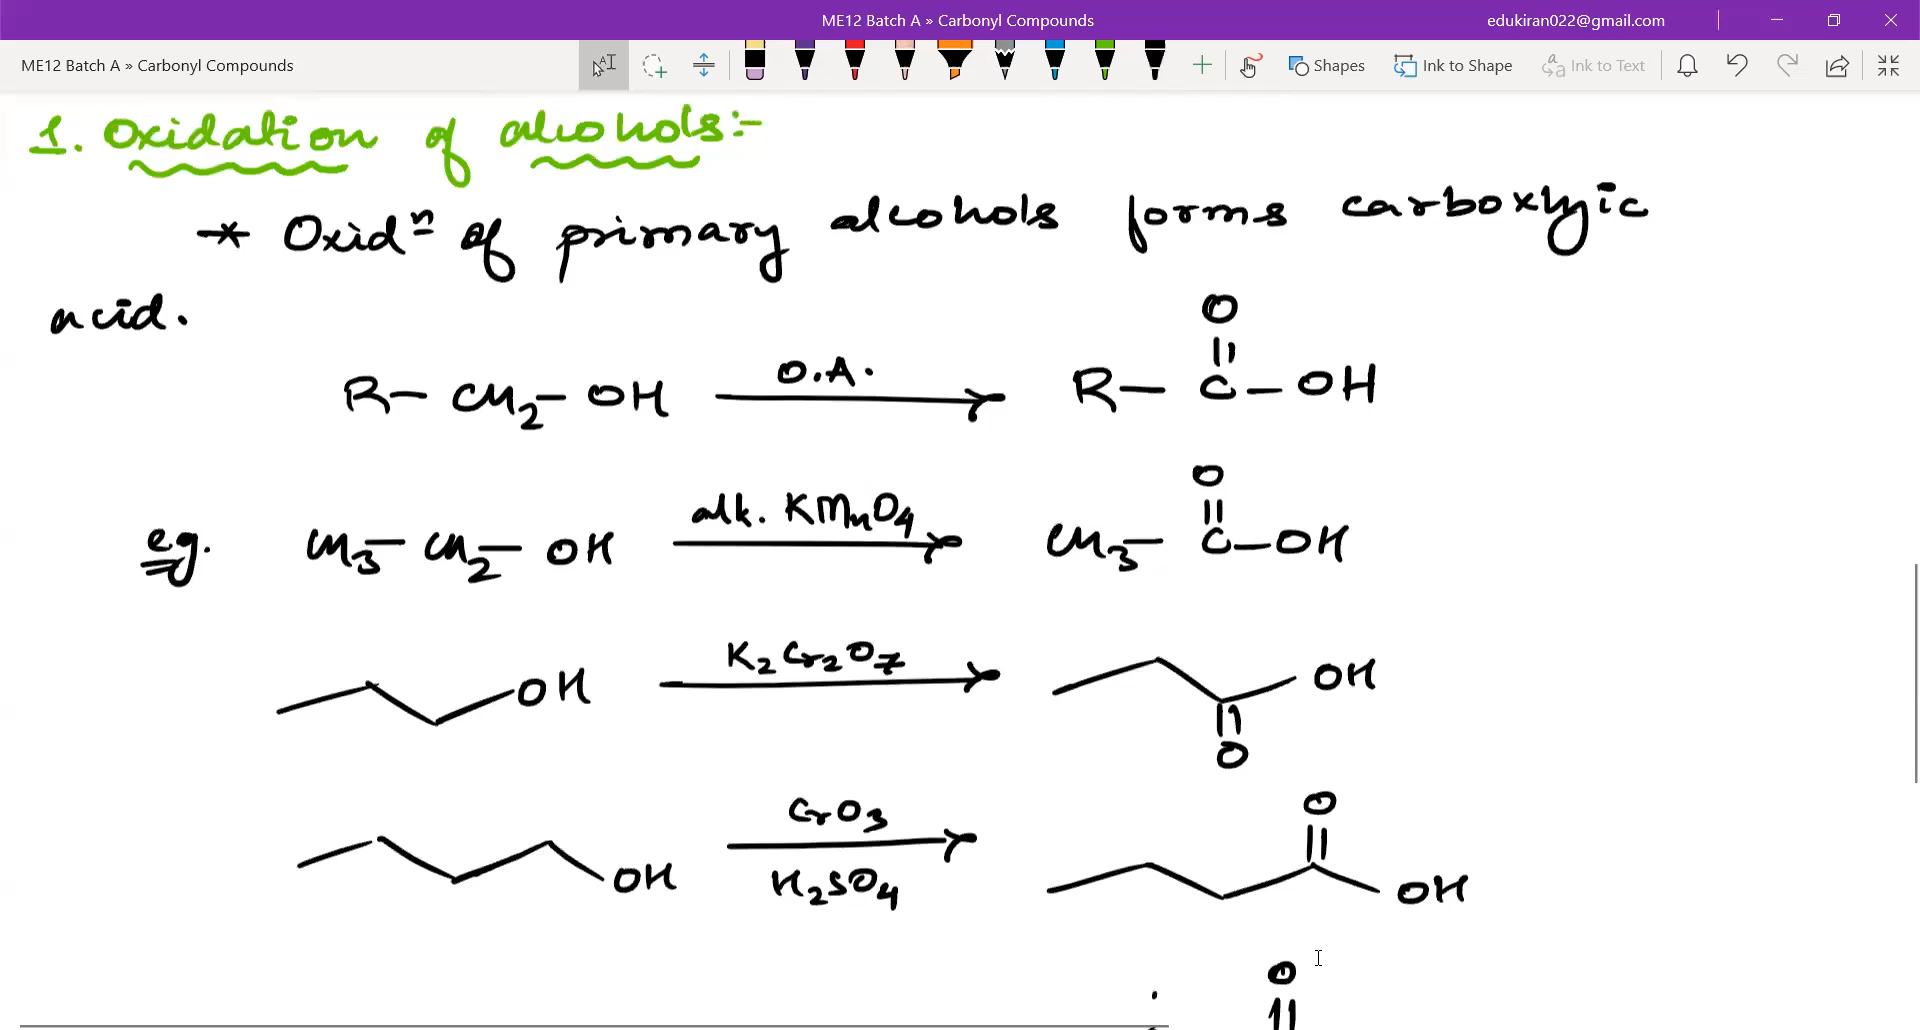 ME12 Batch A » Carbonyl Compounds
edukiran022@gmail.com
ME12 Batch A » Carbonyl Compounds
Shapes
Ink to Shape
Ink to Text
1. Oxidation of alcohols:-
* Oxidⁿ of primary alcohols forms carboxlyic
acid.
O
R— CH2— OH O.A. R— C — OH
O
eg. CH3— CH2— OH alk. KMnO4 CH3— C—OH
OH K2Cr2O7 OH
O
CrO3 O
OH H2SO4 OH
O